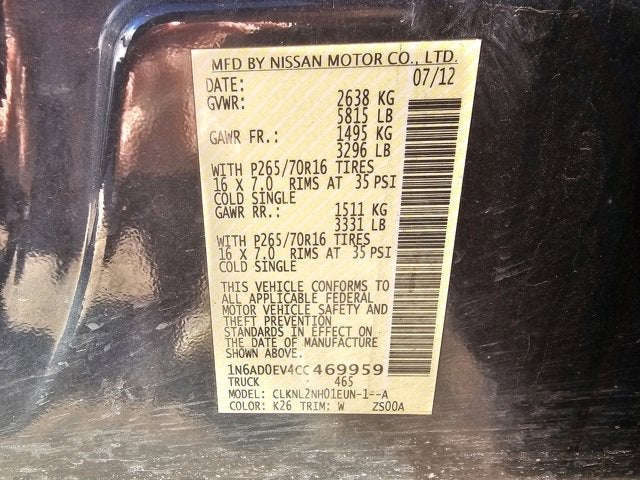 MFD BY NISSAN MOTOR CO., LTD.
DATE: 07/12
GVWR: 2638 KG
5815 LB
GAWR FR.: 1495 KG
3296 LB
WITH P265/70R16 TIRES
16 X 7.0 RIMS AT 35 PSI
COLD SINGLE
GAWR RR.: 1511 KG
3331 LB
WITH P265/70R16 TIRES
16 X 7.0 RIMS AT 35 PSI
COLD SINGLE
THIS VEHICLE CONFORMS TO
ALL APPLICABLE FEDERAL
MOTOR VEHICLE SAFETY AND
THEFT PREVENTION
STANDARDS IN EFFECT ON
THE DATE OF MANUFACTURE
SHOWN ABOVE.
1N6AD0EV4CC469959
TRUCK 465
MODEL: CLKNL2NH01EUN-1--A
COLOR: K26 TRIM: W ZS00A